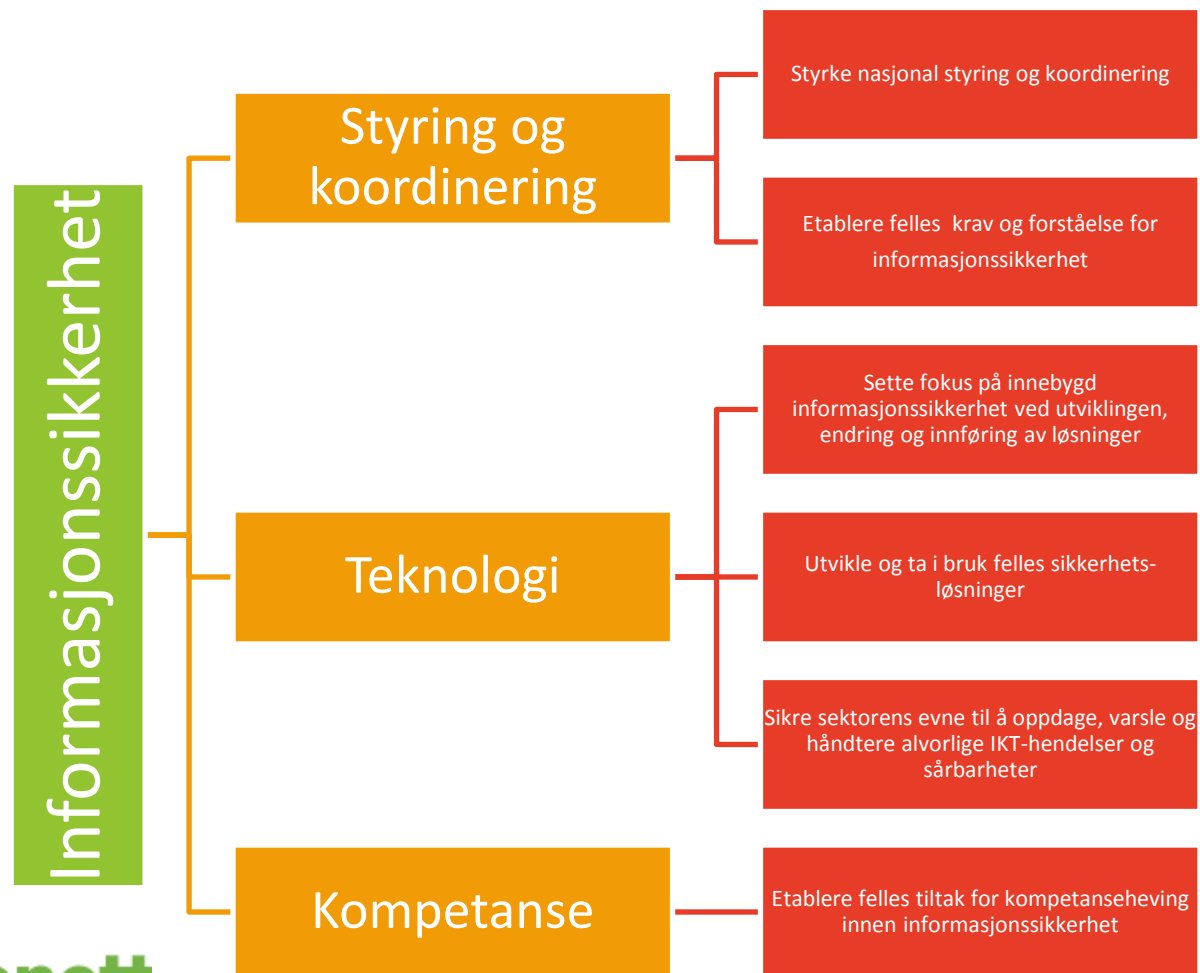 Informasjonssikkerhet
Styring og
koordinering
Styrke nasjonal styring og koordinering
Etablere felles  krav og forståelse for
informasjonssikkerhet
Teknologi
Sette fokus på innebygd
informasjonssikkerhet ved utviklingen,
endring og innføring av løsninger
Utvikle og ta i bruk felles sikkerhets-
løsninger
Sikre sektorens evne til å oppdage, varsle og
håndtere alvorlige IKT-hendelser og
sårbarheter
Kompetanse
Etablere felles tiltak for kompetanseheving
innen informasjonssikkerhet